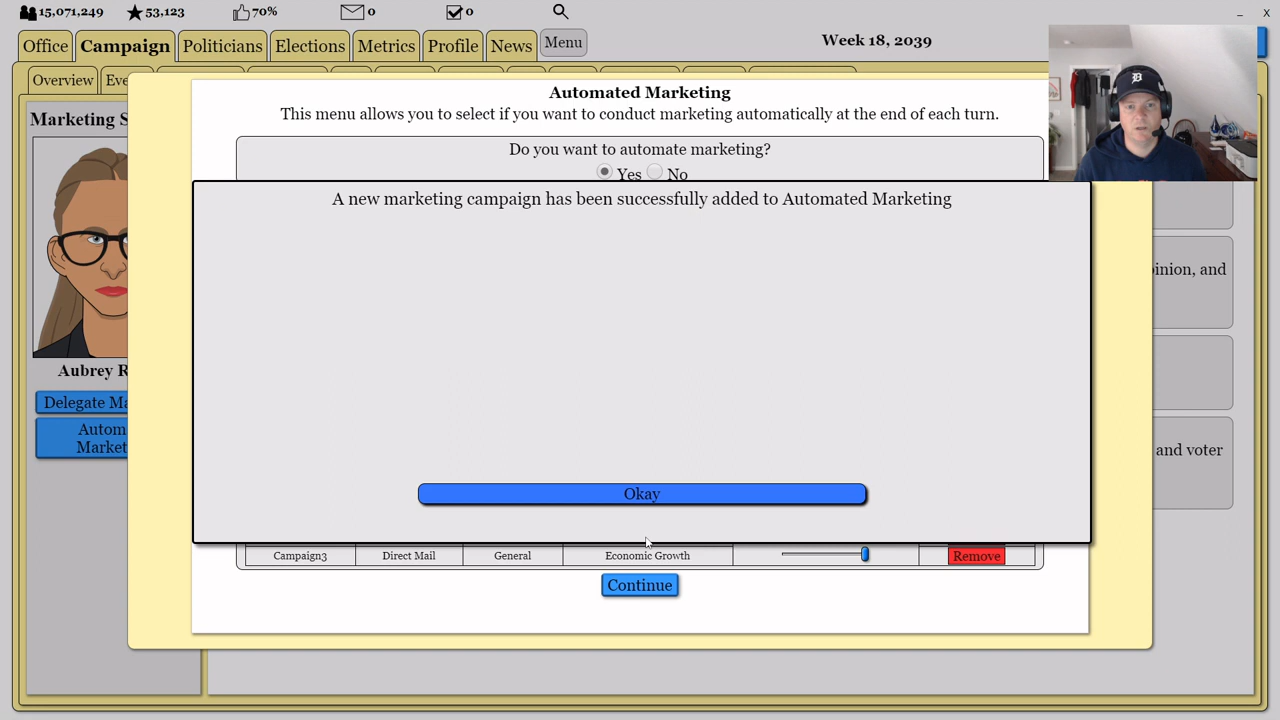 15,071,249 53,123 70% 0 0
_ X
Office Campaign Politicians Elections Metrics Profile News Menu
Week 18, 2039
Overview Eve
Automated Marketing
This menu allows you to select if you want to conduct marketing automatically at the end of each turn.
Marketing S
Do you want to automate marketing?
Yes No
A new marketing campaign has been successfully added to Automated Marketing
inion, and
Aubrey R
Delegate Ma
Autom
Market
and voter
Okay
Campaign3 Direct Mail General Economic Growth Remove
Continue